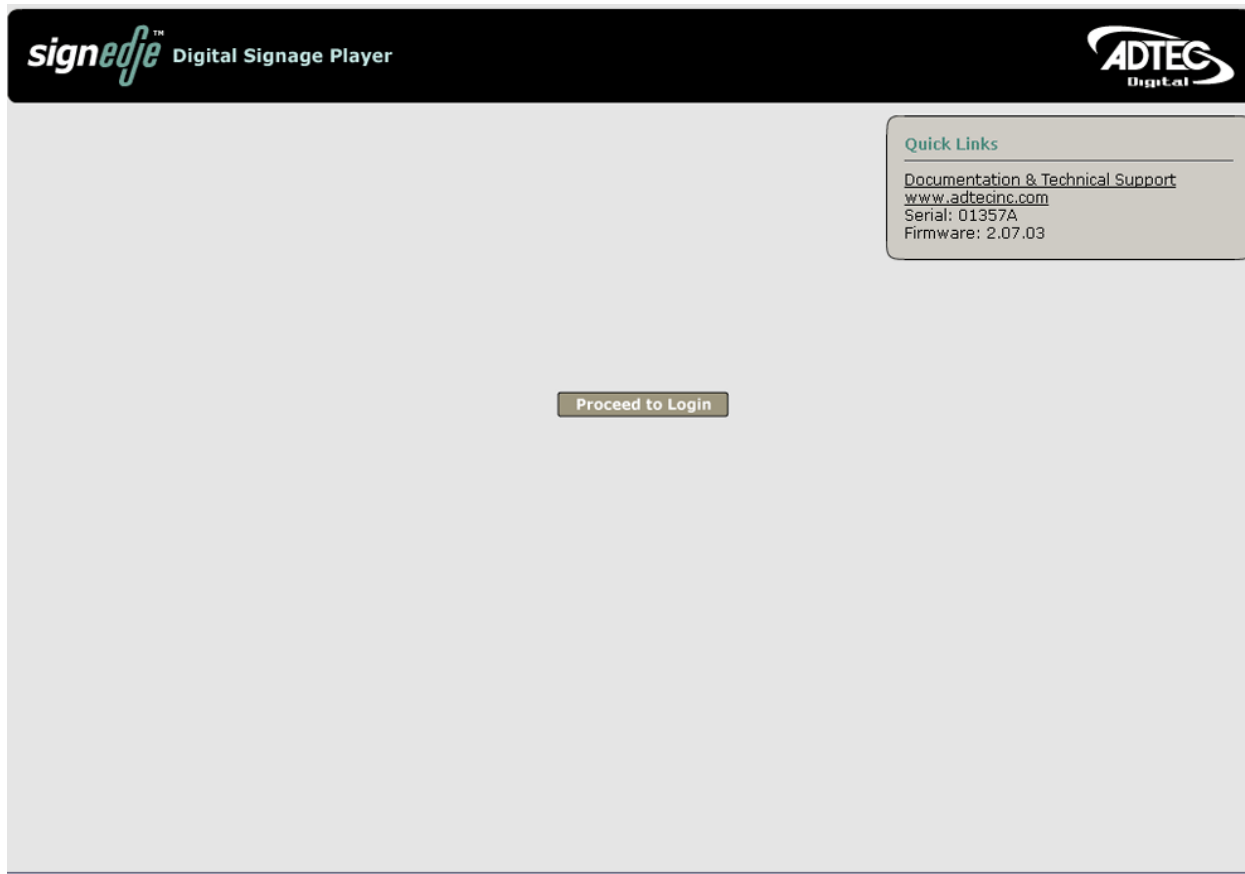 signedje™ Digital Signage Player
ADTEC
Digital
Quick Links
Documentation & Technical Support
www.adtecinc.com
Serial: 01357A
Firmware: 2.07.03
Proceed to Login